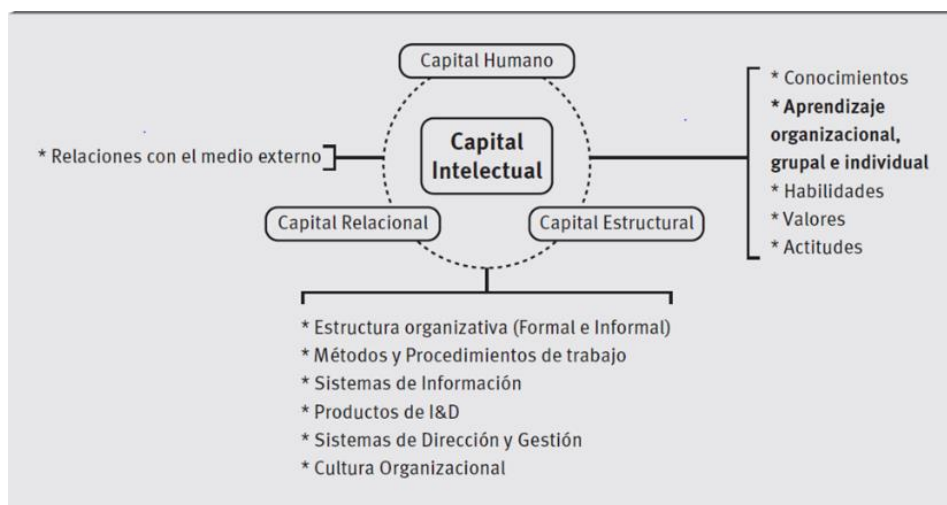 Capital Humano
Capital
Intelectual
* Relaciones con el medio externo
Capital Relacional
Capital Estructural
* Conocimientos
* Aprendizaje
organizacional,
grupal e individual
* Habilidades
* Valores
* Actitudes
* Estructura organizativa (Formal e Informal)
* Métodos y Procedimientos de trabajo
* Sistemas de Información
* Productos de I&D
* Sistemas de Dirección y Gestión
* Cultura Organizacional